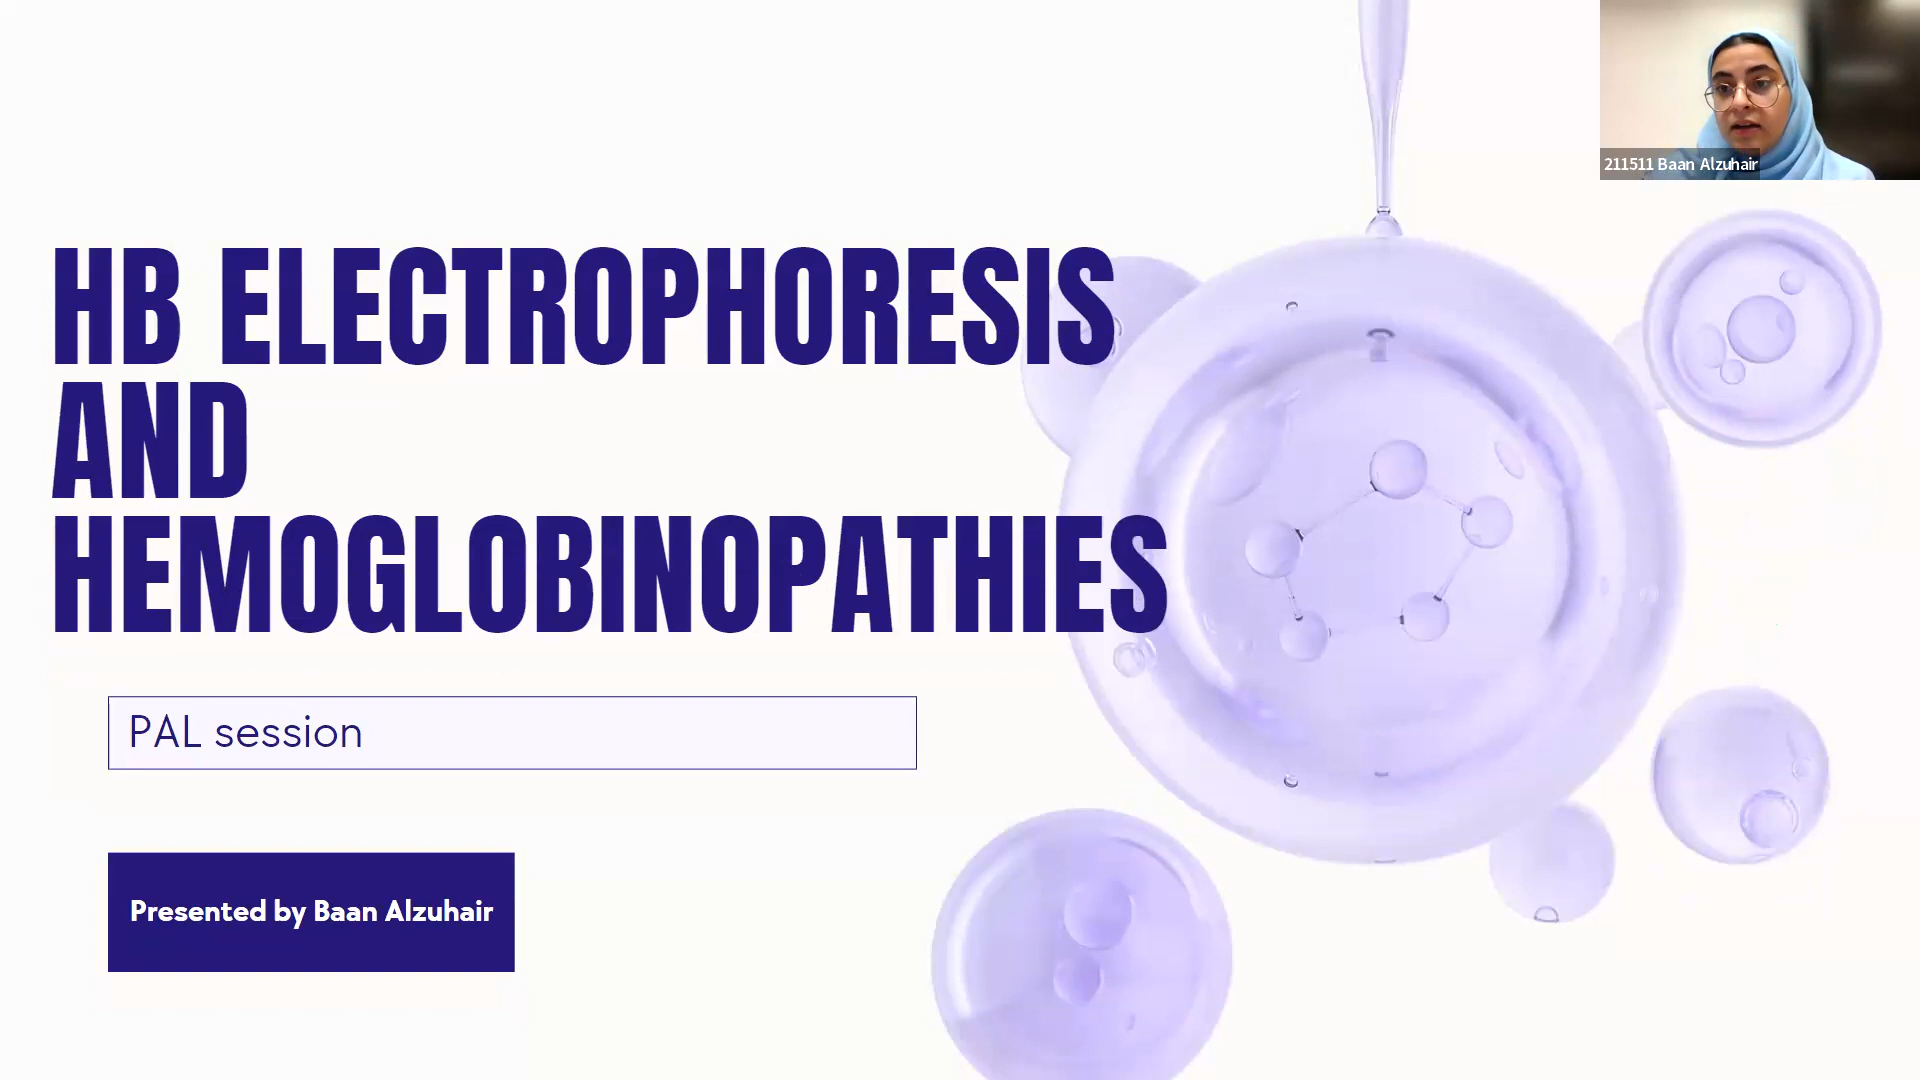 211511 Baan Alzuhair
HB ELECTROPHORESIS
AND
HEMOGLOBINOPATHIES
PAL session
Presented by Baan Alzuhair